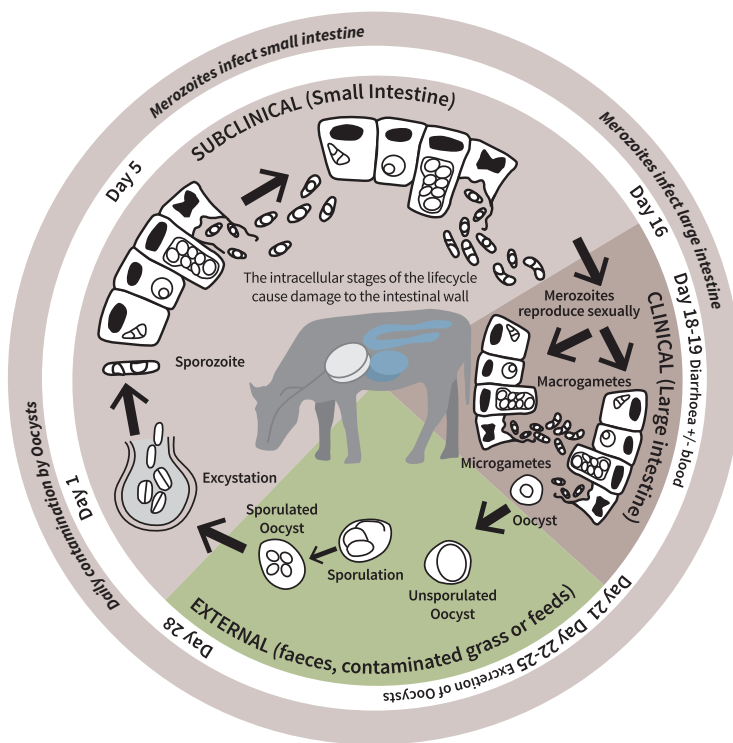 Merozoites infect small intestine
Merozoites infect large intestine
Daily contamination by Oocysts
Day 1
Day 5
Day 16
Day 18-19 Diarrhoea +/- blood
Day 21 Day 22-25 Excretion of Oocysts
Day 28
SUBCLINICAL (Small Intestine)
The intracellular stages of the lifecycle
cause damage to the intestinal wall
CLINICAL (Large intestine)
Merozoites
reproduce sexually
Macrogametes
Microgametes
Oocyst
Sporozoite
Excystation
Sporulated
Oocyst
Sporulation
Unsporulated
Oocyst
EXTERNAL (faeces, contaminated grass or feeds)